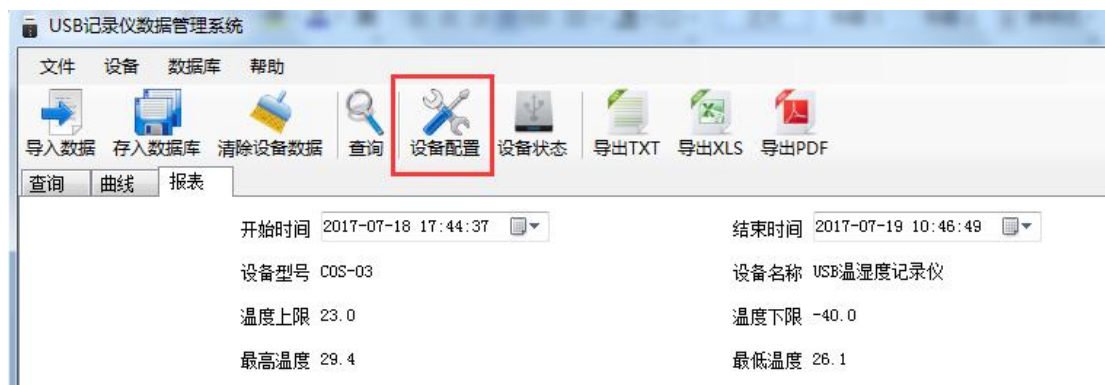 USB记录仪数据管理系统
文件 设备 数据库 帮助
导入数据 存入数据库 清除设备数据 查询 设备配置 设备状态 导出TXT 导出XLS 导出PDF
查询 曲线 报表
开始时间 2017-07-18 17:44:37 结束时间 2017-07-19 10:46:49
设备型号 COS-03 设备名称 USB温湿度记录仪
温度上限 23.0 温度下限 -40.0
最高温度 29.4 最低温度 26.1